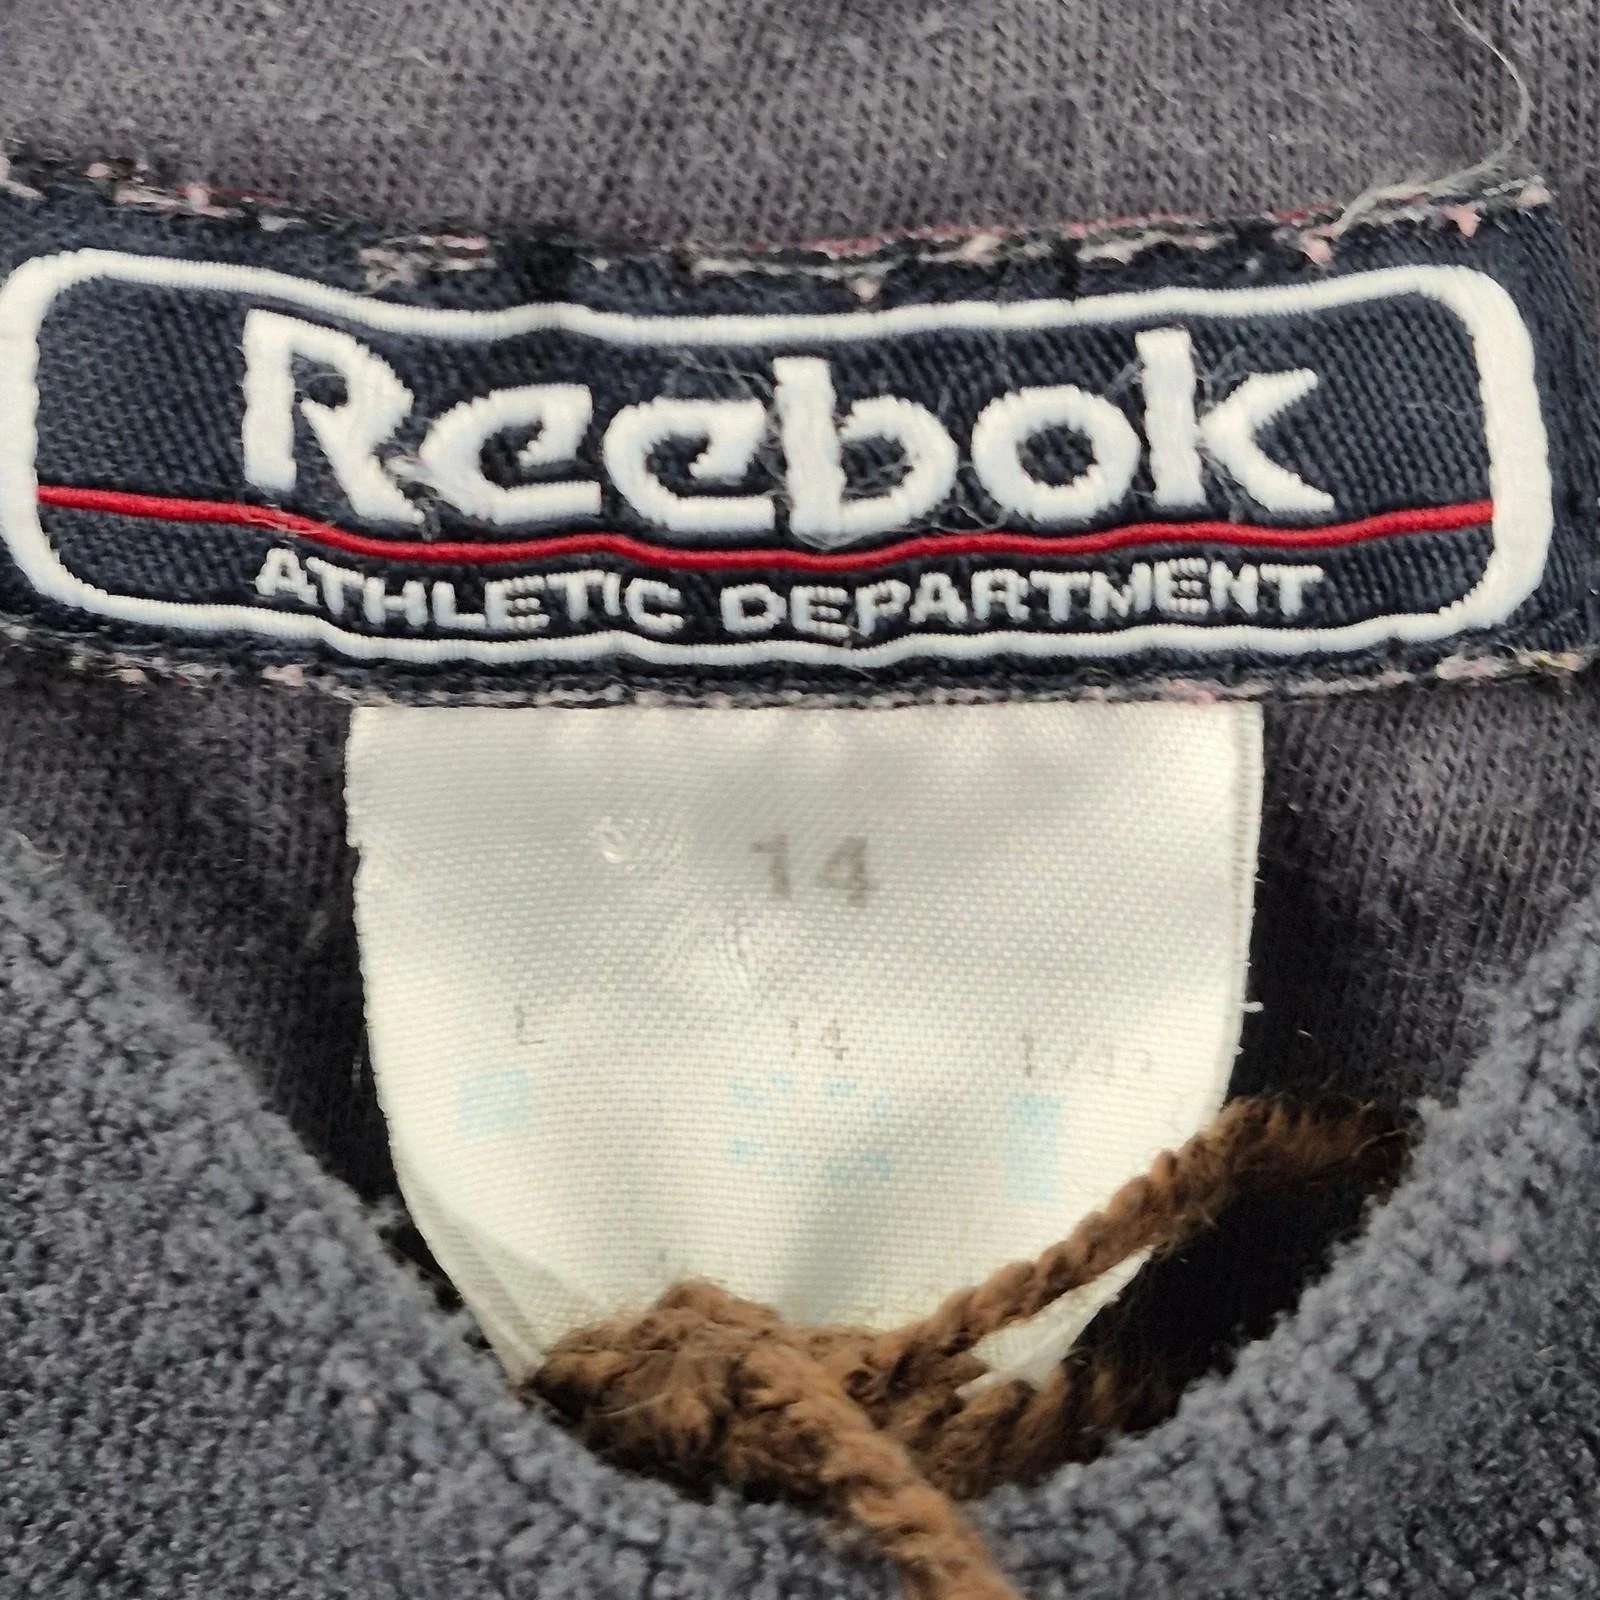 Reebok
ATHLETIC DEPARTMENT
14
L 14